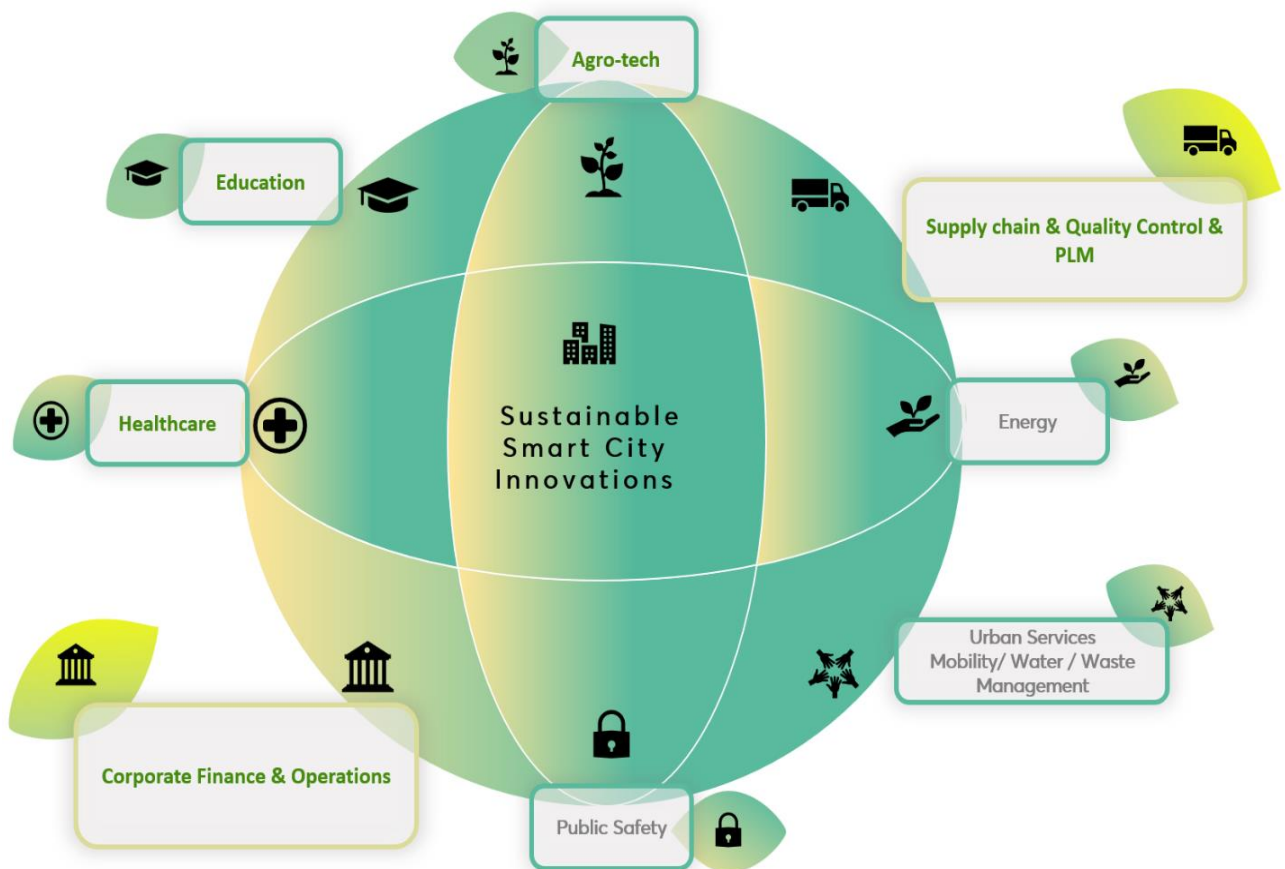 Agro-tech
Education
Supply chain & Quality Control &
PLM
Healthcare
Sustainable
Smart City
Innovations
Energy
Urban Services
Mobility/ Water / Waste
Management
Corporate Finance & Operations
Public Safety